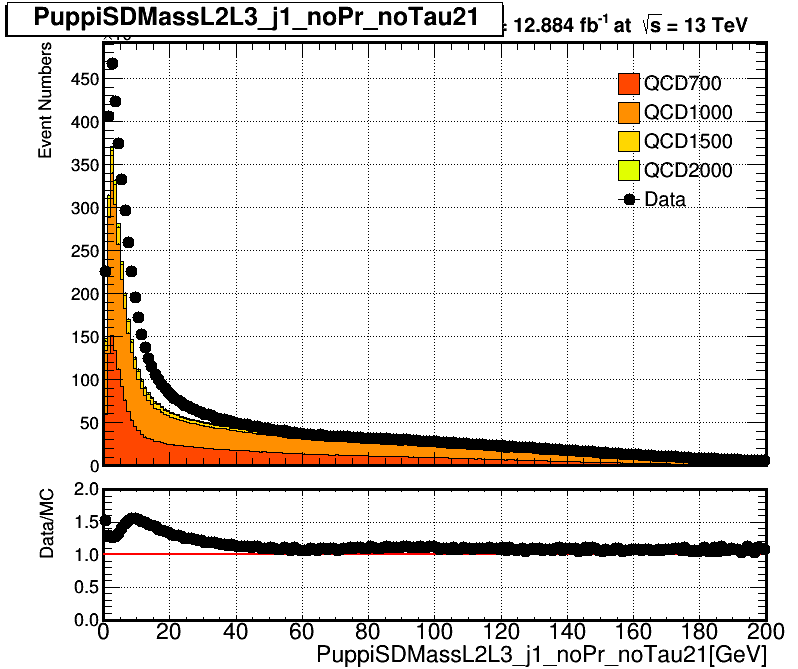 PuppiSDMassL2L3_j1_noPr_noTau21
= 12.884 fb⁻¹ at √s = 13 TeV
Event Numbers
450
400
350
300
250
200
150
100
50
0
QCD700
QCD1000
QCD1500
QCD2000
Data
Data/MC
2.0
1.5
1.0
0.5
0.0
0 20 40 60 80 100 120 140 160 180 200
PuppiSDMassL2L3_j1_noPr_noTau21[GeV]